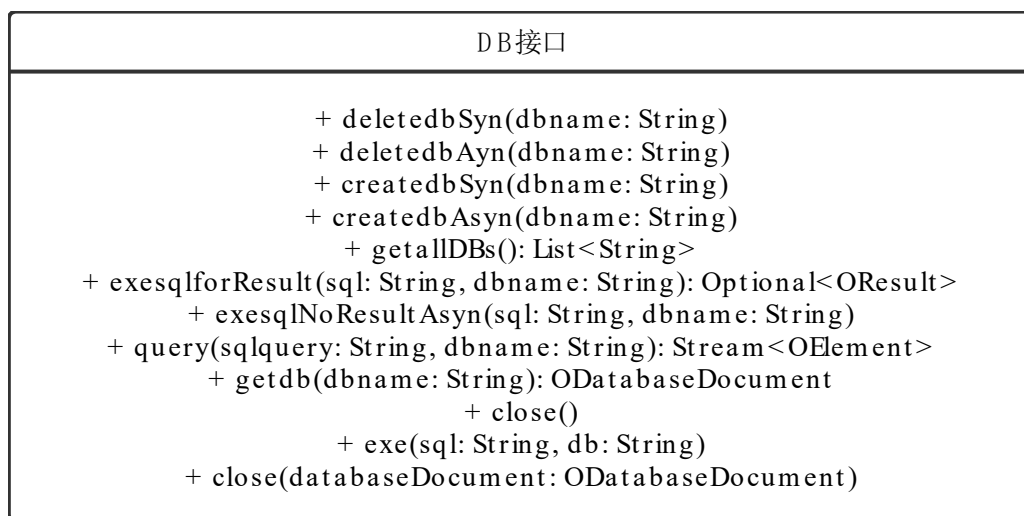 DB接口
+ deletedbSyn(dbname: String)
+ deletedbAyn(dbname: String)
+ createdbSyn(dbname: String)
+ createdbAsyn(dbname: String)
+ getallDBs(): List<String>
+ exesqlforResult(sql: String, dbname: String): Optional<OResult>
+ exesqlNoResultAsyn(sql: String, dbname: String)
+ query(sqlquery: String, dbname: String): Stream<OElement>
+ getdb(dbname: String): ODatabaseDocument
+ close()
+ exe(sql: String, db: String)
+ close(databaseDocument: ODatabaseDocument)